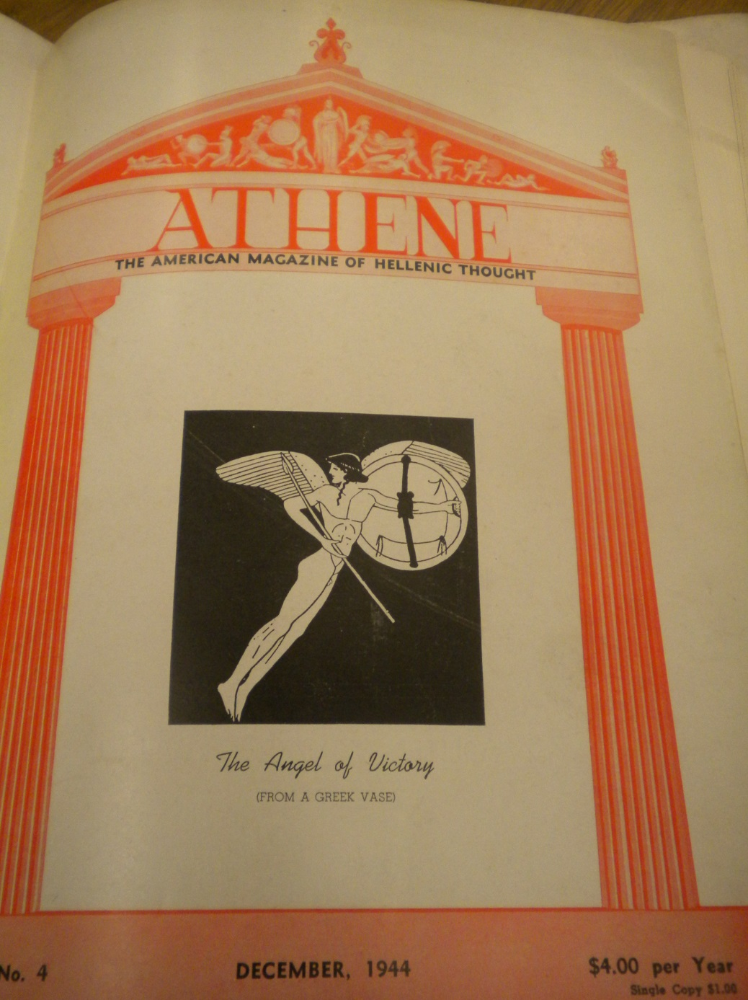 ATHENE
THE AMERICAN MAGAZINE OF HELLENIC THOUGHT
The Angel of Victory
(FROM A GREEK VASE)
No. 4 DECEMBER, 1944 $4.00 per Year
Single Copy $1.00